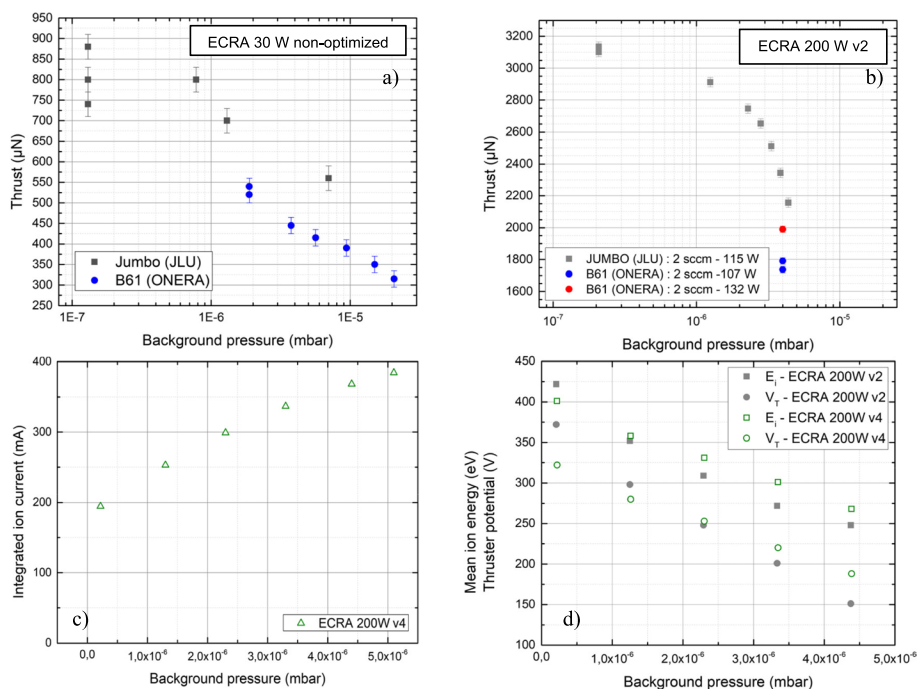 ECRA 30 W non-optimized
a)
Thrust (µN)
950
900
850
800
750
700
650
600
550
500
450
400
350
300
250
Jumbo (JLU)
B61 (ONERA)
1E-7
1E-6
1E-5
Background pressure (mbar)
ECRA 200 W v2
b)
Thrust (µN)
3200
3000
2800
2600
2400
2200
2000
1800
1600
JUMBO (JLU) : 2 sccm - 115 W
B61 (ONERA) : 2 sccm -107 W
B61 (ONERA) : 2 sccm - 132 W
10⁻⁷
10⁻⁶
10⁻⁵
Background pressure (mbar)
Integrated ion current (mA)
400
300
200
100
0
c)
ECRA 200W v4
0,0
1,0x10⁻⁶
2,0x10⁻⁶
3,0x10⁻⁶
4,0x10⁻⁶
5,0x10⁻⁶
Background pressure (mbar)
Mean ion energy (eV)
Thruster potential (V)
450
400
350
300
250
200
150
100
50
Eᵢ - ECRA 200W v2
V_T - ECRA 200W v2
Eᵢ - ECRA 200W v4
V_T - ECRA 200W v4
d)
0,0
1,0x10⁻⁶
2,0x10⁻⁶
3,0x10⁻⁶
4,0x10⁻⁶
5,0x10⁻⁶
Background pressure (mbar)